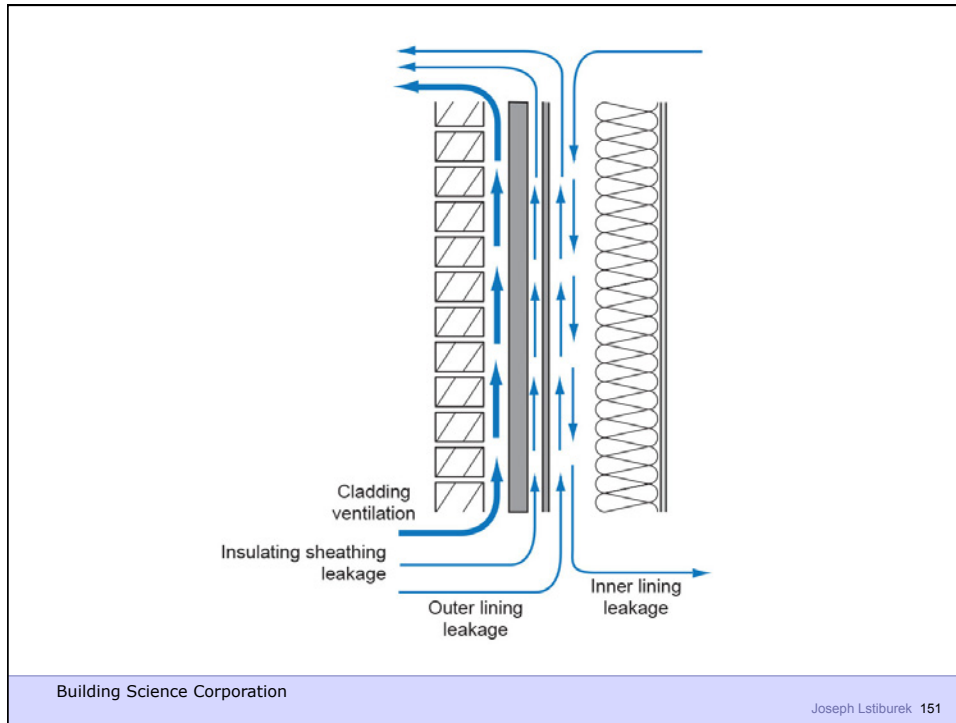 Cladding
ventilation
Insulating sheathing
leakage
Outer lining
leakage
Inner lining
leakage
Building Science Corporation
Joseph Lstiburek 151